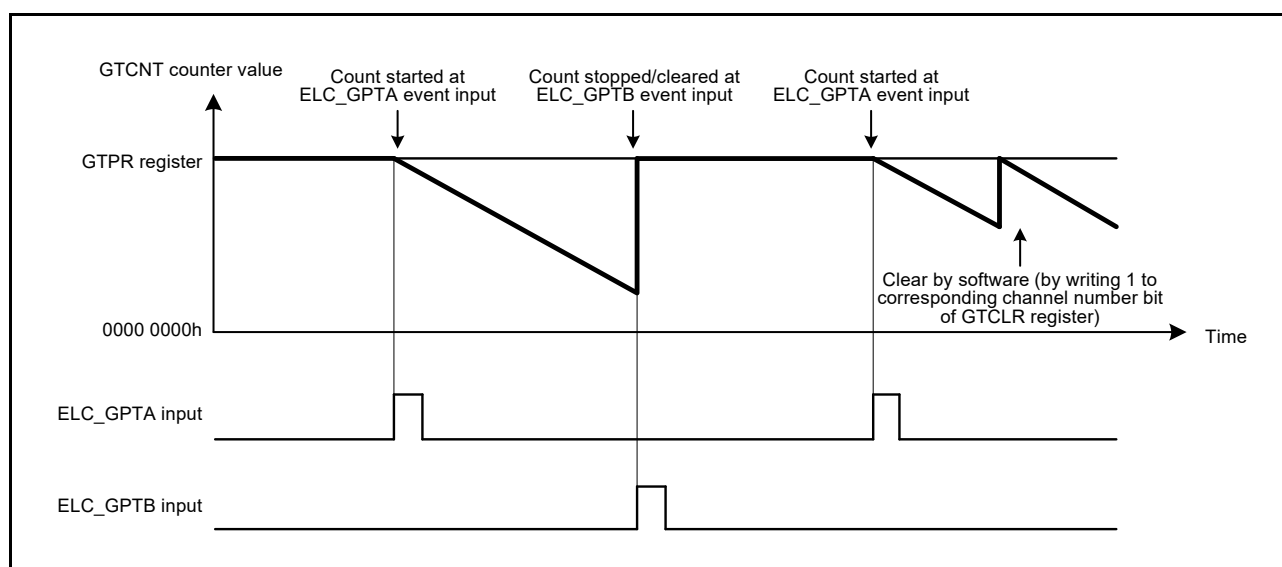 GTCNT counter value
Count started at
ELC_GPTA event input
Count stopped/cleared at
ELC_GPTB event input
Count started at
ELC_GPTA event input
GTPR register
Clear by software (by writing 1 to
corresponding channel number bit
of GTCLR register)
0000 0000h
Time
ELC_GPTA input
ELC_GPTB input